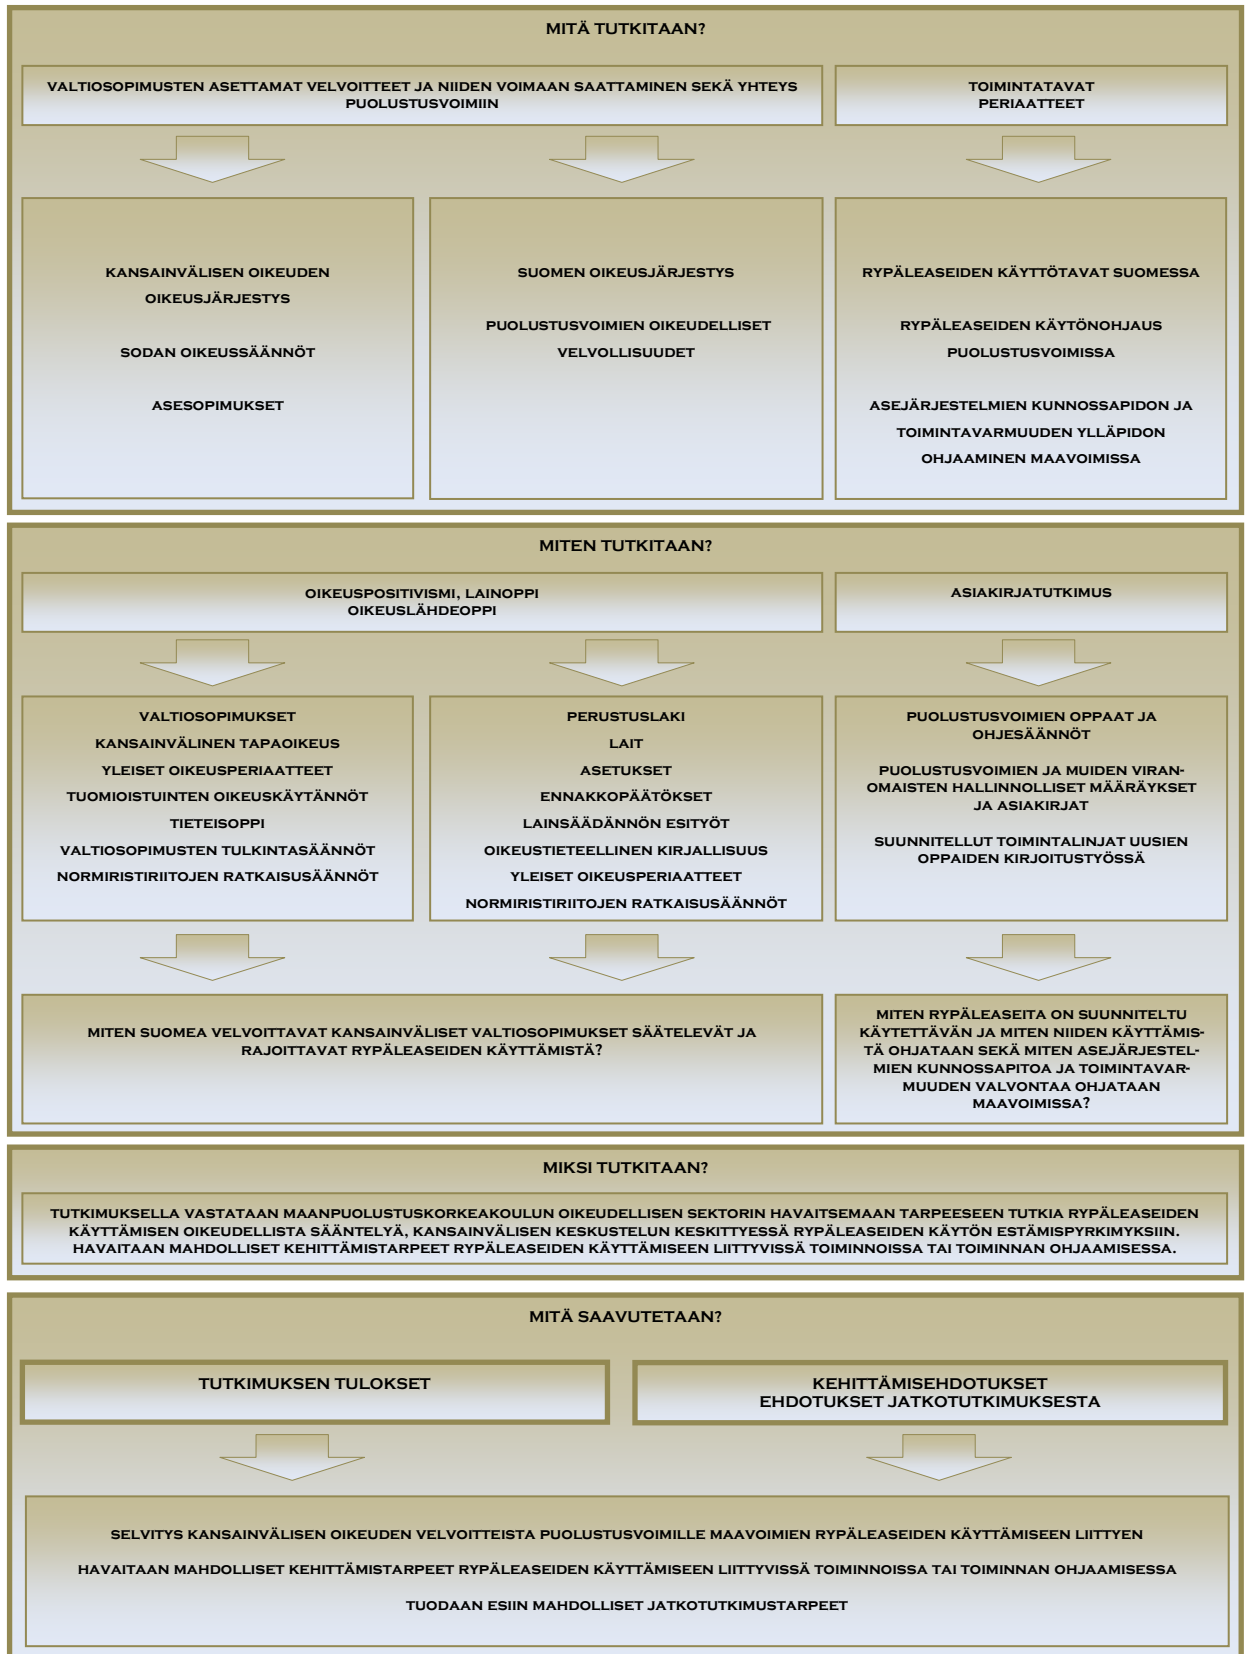 MITÄ TUTKITAAN?
VALTIOSOPIMUSTEN ASETTAMAT VELVOITTEET JA NIIDEN VOIMAAN SAATTAMINEN SEKÄ YHTEYS
PUOLUSTUSVOIMIIN
TOIMINTATAVAT
PERIAATTEET
KANSAINVÄLISEN OIKEUDEN
OIKEUSJÄRJESTYS
SODAN OIKEUSSÄÄNNÖT
ASESOPIMUKSET
SUOMEN OIKEUSJÄRJESTYS
PUOLUSTUSVOIMIEN OIKEUDELLISET
VELVOLLISUUDET
RYPÄLEASEIDEN KÄYTTÖTAVAT SUOMESSA
RYPÄLEASEIDEN KÄYTÖNOHJAUS
PUOLUSTUSVOIMISSA
ASEJÄRJESTELMIEN KUNNOSSAPIDON JA
TOIMINTAVARMUUDEN YLLÄPIDON
OHJAAMINEN MAAVOIMISSA
MITEN TUTKITAAN?
OIKEUSPOSITIVISMI, LAINOPPI
OIKEUSLÄHDEOPPI
ASIAKIRJATUTKIMUS
VALTIOSOPIMUKSET
KANSAINVÄLINEN TAPAOIKEUS
YLEISET OIKEUSPERIAATTEET
TUOMIOISTUINTEN OIKEUSKÄYTÄNNÖT
TIETEISOPPI
VALTIOSOPIMUSTEN TULKINTASÄÄNNÖT
NORMIRISTIRIITOJEN RATKAISUSÄÄNNÖT
PERUSTUSLAKI
LAIT
ASETUKSET
ENNAKKOPÄÄTÖKSET
LAINSÄÄDÄNNÖN ESITYÖT
OIKEUSTIETEELLINEN KIRJALLISUUS
YLEISET OIKEUSPERIAATTEET
NORMIRISTIRIITOJEN RATKAISUSÄÄNNÖT
PUOLUSTUSVOIMIEN OPPAAT JA
OHJESÄÄNNÖT
PUOLUSTUSVOIMIEN JA MUIDEN VIRAN-
OMAISTEN HALLINNOLLISET MÄÄRÄYKSET
JA ASIAKIRJAT
SUUNNITELLUT TOIMINTALINJAT UUSIEN
OPPAIDEN KIRJOITUSTYÖSSÄ
MITEN SUOMEA VELVOITTAVAT KANSAINVÄLISET VALTIOSOPIMUKSET SÄÄTELEVÄT JA
RAJOITTAVAT RYPÄLEASEIDEN KÄYTTÄMISTÄ?
MITEN RYPÄLEASEITA ON SUUNNITELTU
KÄYTETTÄVÄN JA MITEN NIIDEN KÄYTTÄMIS-
TÄ OHJATAAN SEKÄ MITEN ASEJÄRJESTEL-
MIEN KUNNOSSAPITOA JA TOIMINTAVAR-
MUUDEN VALVONTAA OHJATAAN
MAAVOIMISSA?
MIKSI TUTKITAAN?
TUTKIMUKSELLA VASTATAAN MAANPUOLUSTUSKORKEAKOULUN OIKEUDELLISEN SEKTORIN HAVAITSEMAAN TARPEESEEN TUTKIA RYPÄLEASEIDEN
KÄYTTÄMISEN OIKEUDELLISTA SÄÄNTELYÄ, KANSAINVÄLISEN KESKUSTELUN KESKITTYESSÄ RYPÄLEASEIDEN KÄYTÖN ESTÄMISPYRKIMYKSIIN.
HAVAITAAN MAHDOLLISET KEHITTÄMISTARPEET RYPÄLEASEIDEN KÄYTTÄMISEEN LIITTYVISSÄ TOIMINNOISSA TAI TOIMINNAN OHJAAMISESSA.
MITÄ SAAVUTETAAN?
TUTKIMUKSEN TULOKSET
KEHITTÄMISEHDOTUKSET
EHDOTUKSET JATKOTUTKIMUKSESTA
SELVITYS KANSAINVÄLISEN OIKEUDEN VELVOITTEISTA PUOLUSTUSVOIMILLE MAAVOIMIEN RYPÄLEASEIDEN KÄYTTÄMISEEN LIITTYEN
HAVAITAAN MAHDOLLISET KEHITTÄMISTARPEET RYPÄLEASEIDEN KÄYTTÄMISEEN LIITTYVISSÄ TOIMINNOISSA TAI TOIMINNAN OHJAAMISESSA
TUODAAN ESIIN MAHDOLLISET JATKOTUTKIMUSTARPEET